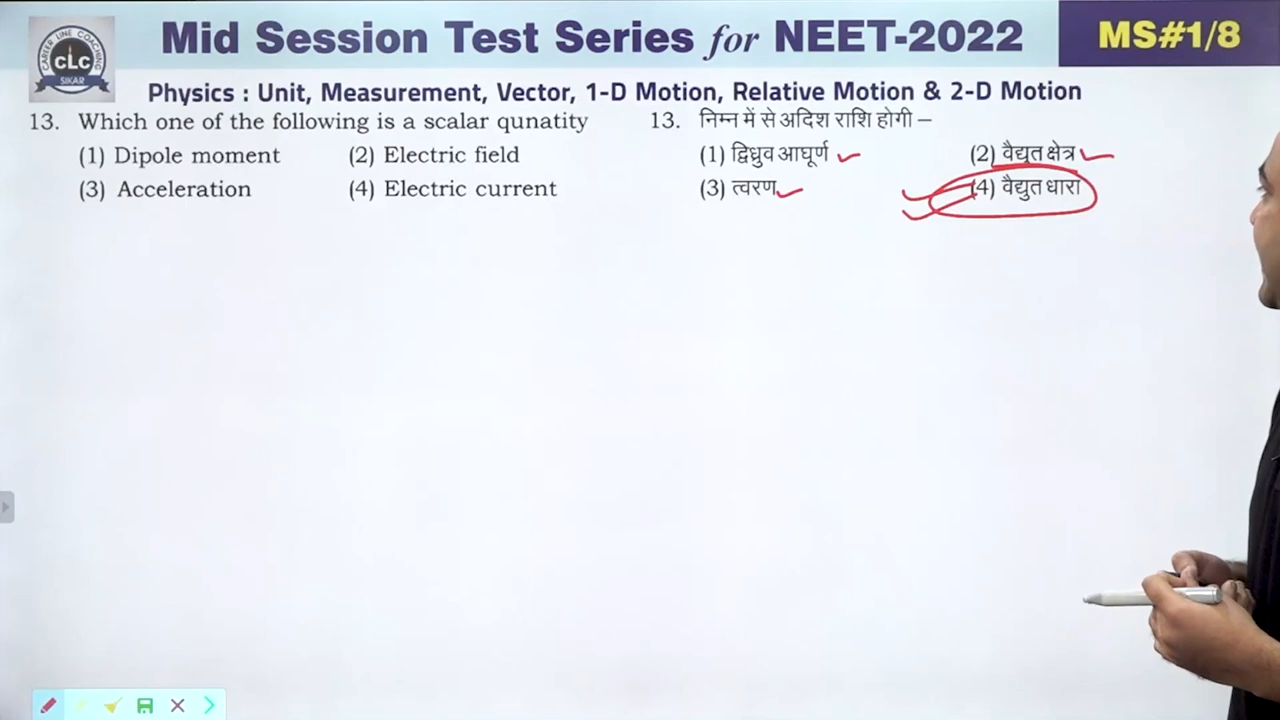 CAREER LINE COACHING
CLC
SIKAR
Mid Session Test Series for NEET-2022
MS#1/8
Physics : Unit, Measurement, Vector, 1-D Motion, Relative Motion & 2-D Motion
13. Which one of the following is a scalar qunatity
(1) Dipole moment (2) Electric field
(3) Acceleration (4) Electric current
13. निम्न में से अदिश राशि होगी –
(1) द्विध्रुव आघूर्ण (2) वैद्युत क्षेत्र
(3) त्वरण (4) वैद्युत धारा